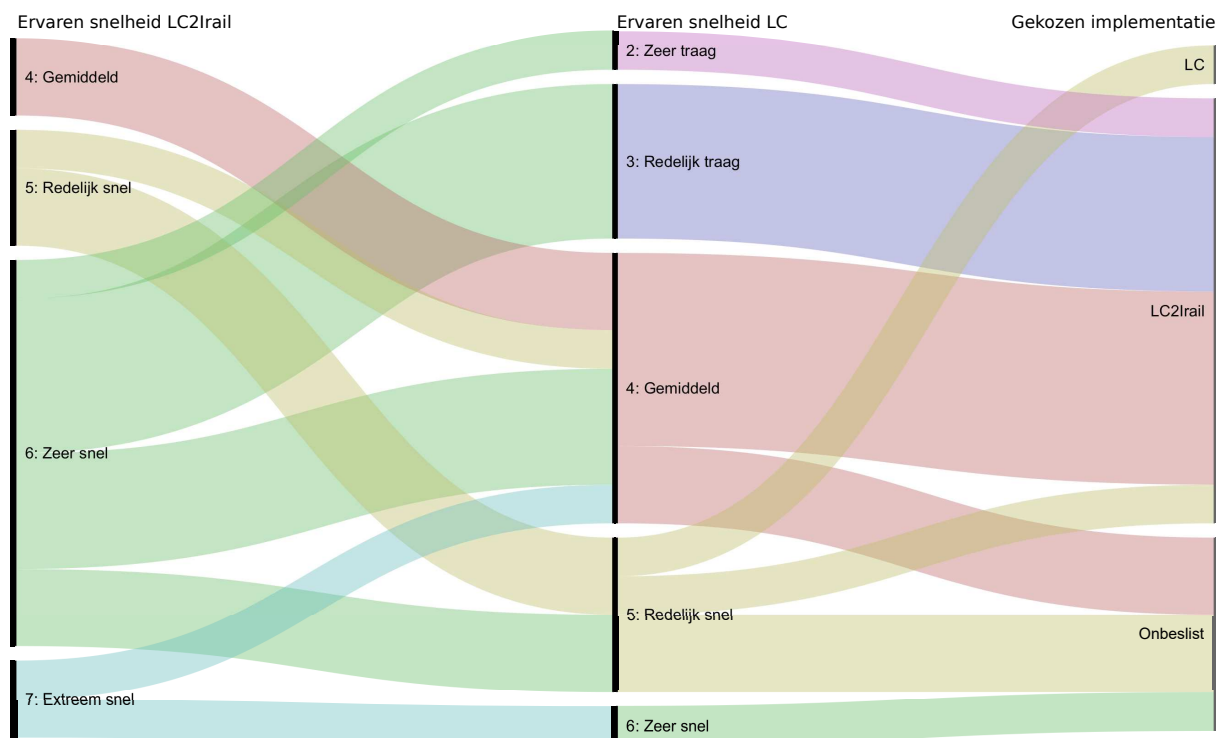 Ervaren snelheid LC2Irail
Ervaren snelheid LC
Gekozen implementatie
4: Gemiddeld
5: Redelijk snel
6: Zeer snel
7: Extreem snel
2: Zeer traag
3: Redelijk traag
4: Gemiddeld
5: Redelijk snel
6: Zeer snel
LC
LC2Irail
Onbeslist